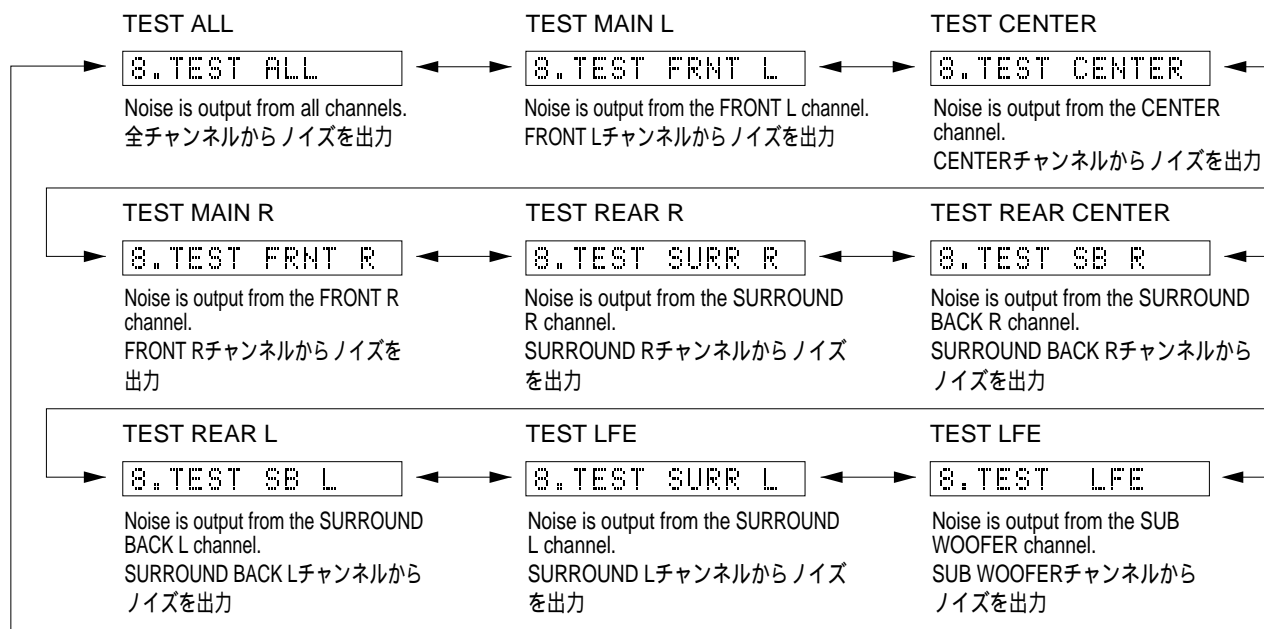 TEST ALL
8.TEST ALL
Noise is output from all channels.
全チャンネルからノイズを出力
TEST MAIN L
8.TEST FRNT L
Noise is output from the FRONT L channel.
FRONT Lチャンネルからノイズを出力
TEST CENTER
8.TEST CENTER
Noise is output from the CENTER
channel.
CENTERチャンネルからノイズを出力
TEST MAIN R
8.TEST FRNT R
Noise is output from the FRONT R
channel.
FRONT Rチャンネルからノイズを
出力
TEST REAR R
8.TEST SURR R
Noise is output from the SURROUND
R channel.
SURROUND Rチャンネルからノイズ
を出力
TEST REAR CENTER
8.TEST SB R
Noise is output from the SURROUND
BACK R channel.
SURROUND BACK Rチャンネルから
ノイズを出力
TEST REAR L
8.TEST SB L
Noise is output from the SURROUND
BACK L channel.
SURROUND BACK Lチャンネルから
ノイズを出力
TEST LFE
8.TEST SURR L
Noise is output from the SURROUND
L channel.
SURROUND Lチャンネルからノイズ
を出力
TEST LFE
8.TEST LFE
Noise is output from the SUB
WOOFER channel.
SUB WOOFERチャンネルから
ノイズを出力